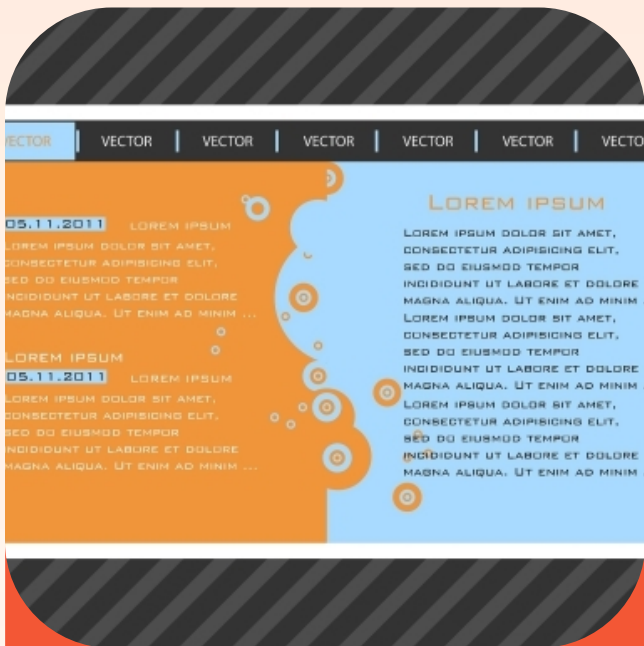 VECTOR VECTOR VECTOR VECTOR VECTOR VECTOR VECTO
05.11.2011 LOREM IPSUM
LOREM IPSUM DOLOR SIT AMET,
CONSECTETUR ADIPISICING ELIT,
SED DO EIUSMOD TEMPOR
INCIDIDUNT UT LABORE ET DOLORE
MAGNA ALIQUA. UT ENIM AD MINIM ...
LOREM IPSUM
05.11.2011 LOREM IPSUM
LOREM IPSUM DOLOR SIT AMET,
CONSECTETUR ADIPISICING ELIT,
SED DO EIUSMOD TEMPOR
INCIDIDUNT UT LABORE ET DOLORE
MAGNA ALIQUA. UT ENIM AD MINIM ...
LOREM IPSUM
LOREM IPSUM DOLOR SIT AMET,
CONSECTETUR ADIPISICING ELIT,
SED DO EIUSMOD TEMPOR
INCIDIDUNT UT LABORE ET DOLORE
MAGNA ALIQUA. UT ENIM AD MINIM .
LOREM IPSUM DOLOR SIT AMET,
CONSECTETUR ADIPISICING ELIT,
SED DO EIUSMOD TEMPOR
INCIDIDUNT UT LABORE ET DOLORE
MAGNA ALIQUA. UT ENIM AD MINIM .
LOREM IPSUM DOLOR SIT AMET,
CONSECTETUR ADIPISICING ELIT,
SED DO EIUSMOD TEMPOR
INCIDIDUNT UT LABORE ET DOLORE
MAGNA ALIQUA. UT ENIM AD MINIM .